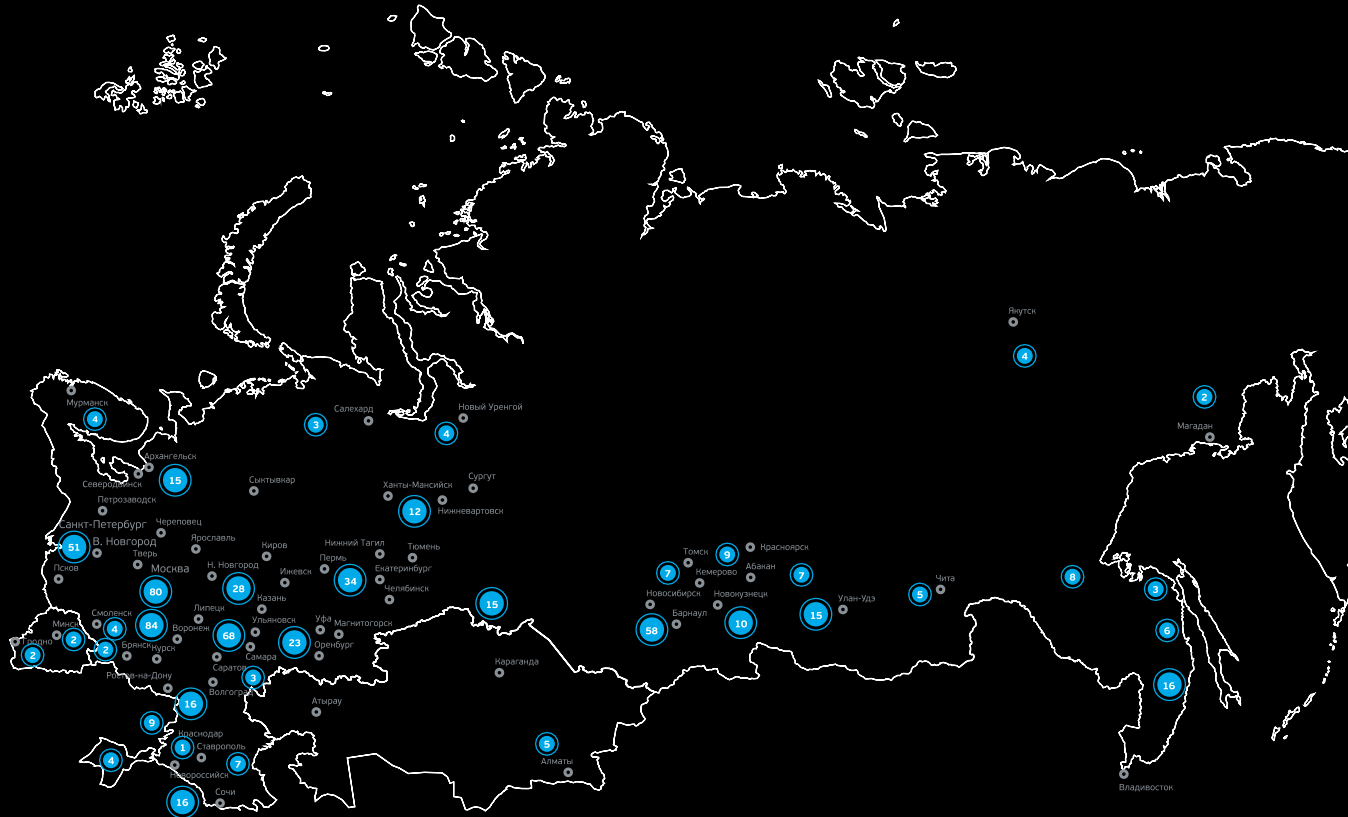 Якутск
4
2
Магадан
Мурманск
4
3
Салехард
Новый Уренгой
4
Архангельск
Северодвинск
15
Сыктывкар
Ханты-Мансийск
Сургут
Петрозаводск
12
Нижневартовск
Санкт-Петербург
Череповец
51
В. Новгород
Ярославль
Киров
Нижний Тагил
Тюмень
Тверь
Псков
Москва
Н. Новгород
Пермь
80
28
Ижевск
34
Екатеринбург
Челябинск
Томск
9
Красноярск
7
Кемерово
Абакан
7
Новосибирск
Новокузнецк
58
Барнаул
10
15
Улан-Удэ
5
Чита
8
3
6
16
Казань
15
Смоленск
Липецк
Минск
4
84
Воронеж
68
Ульяновск
Уфа
Магнитогорск
Гродно
2
2
2
Брянск
Курск
Самара
23
Оренбург
Саратов
3
Караганда
Ростов-на-Дону
Волгоград
16
Атырау
9
Краснодар
1
Ставрополь
4
7
Новороссийск
5
Алматы
16
Сочи
Владивосток